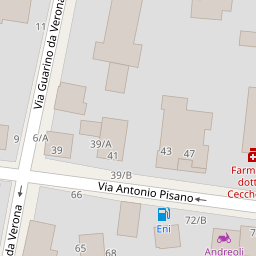 Via Guarino da Verona
9
6/A
39
39/A
41
43
47
39/B
Farm
dott
Cecch
Via Antonio Pisano
66
65
68
Eni
72/B
Andreoli
da Verona